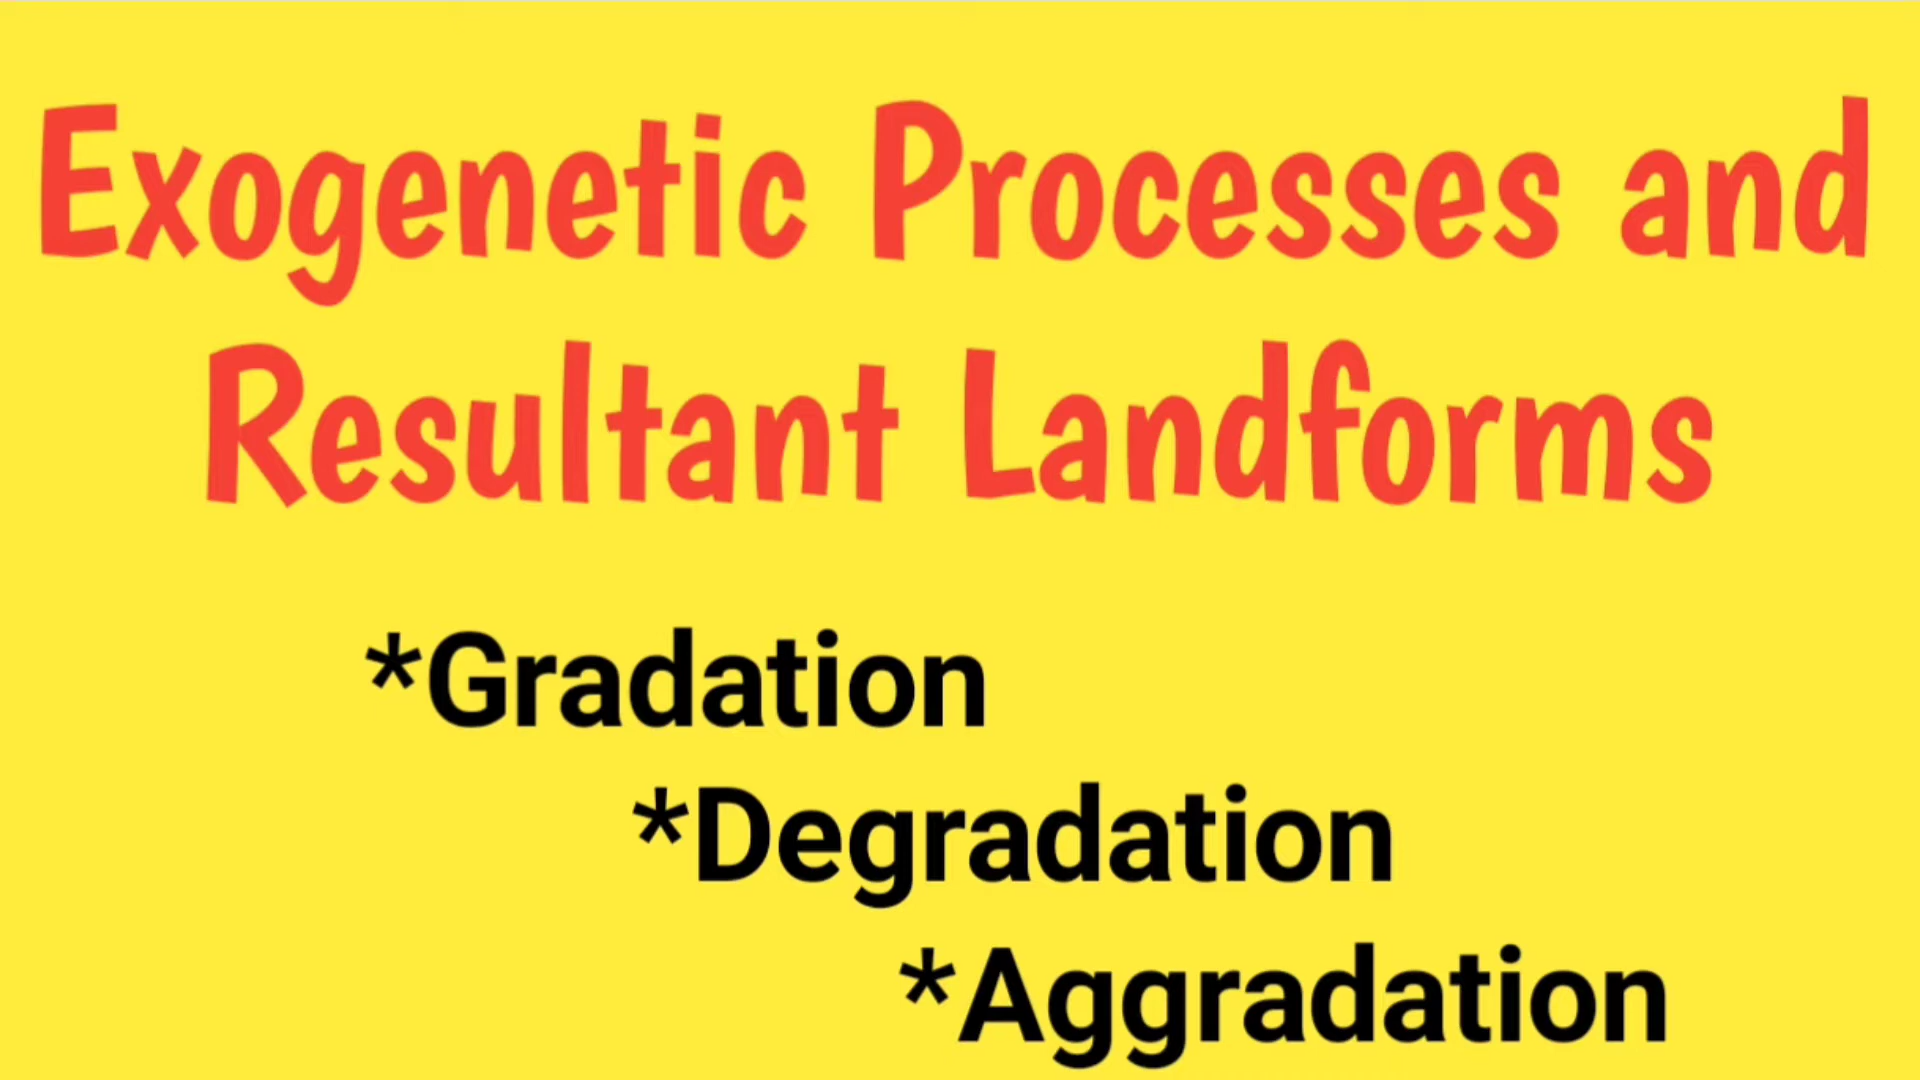 Exogenetic Processes and
Resultant Landforms
*Gradation
*Degradation
*Aggradation